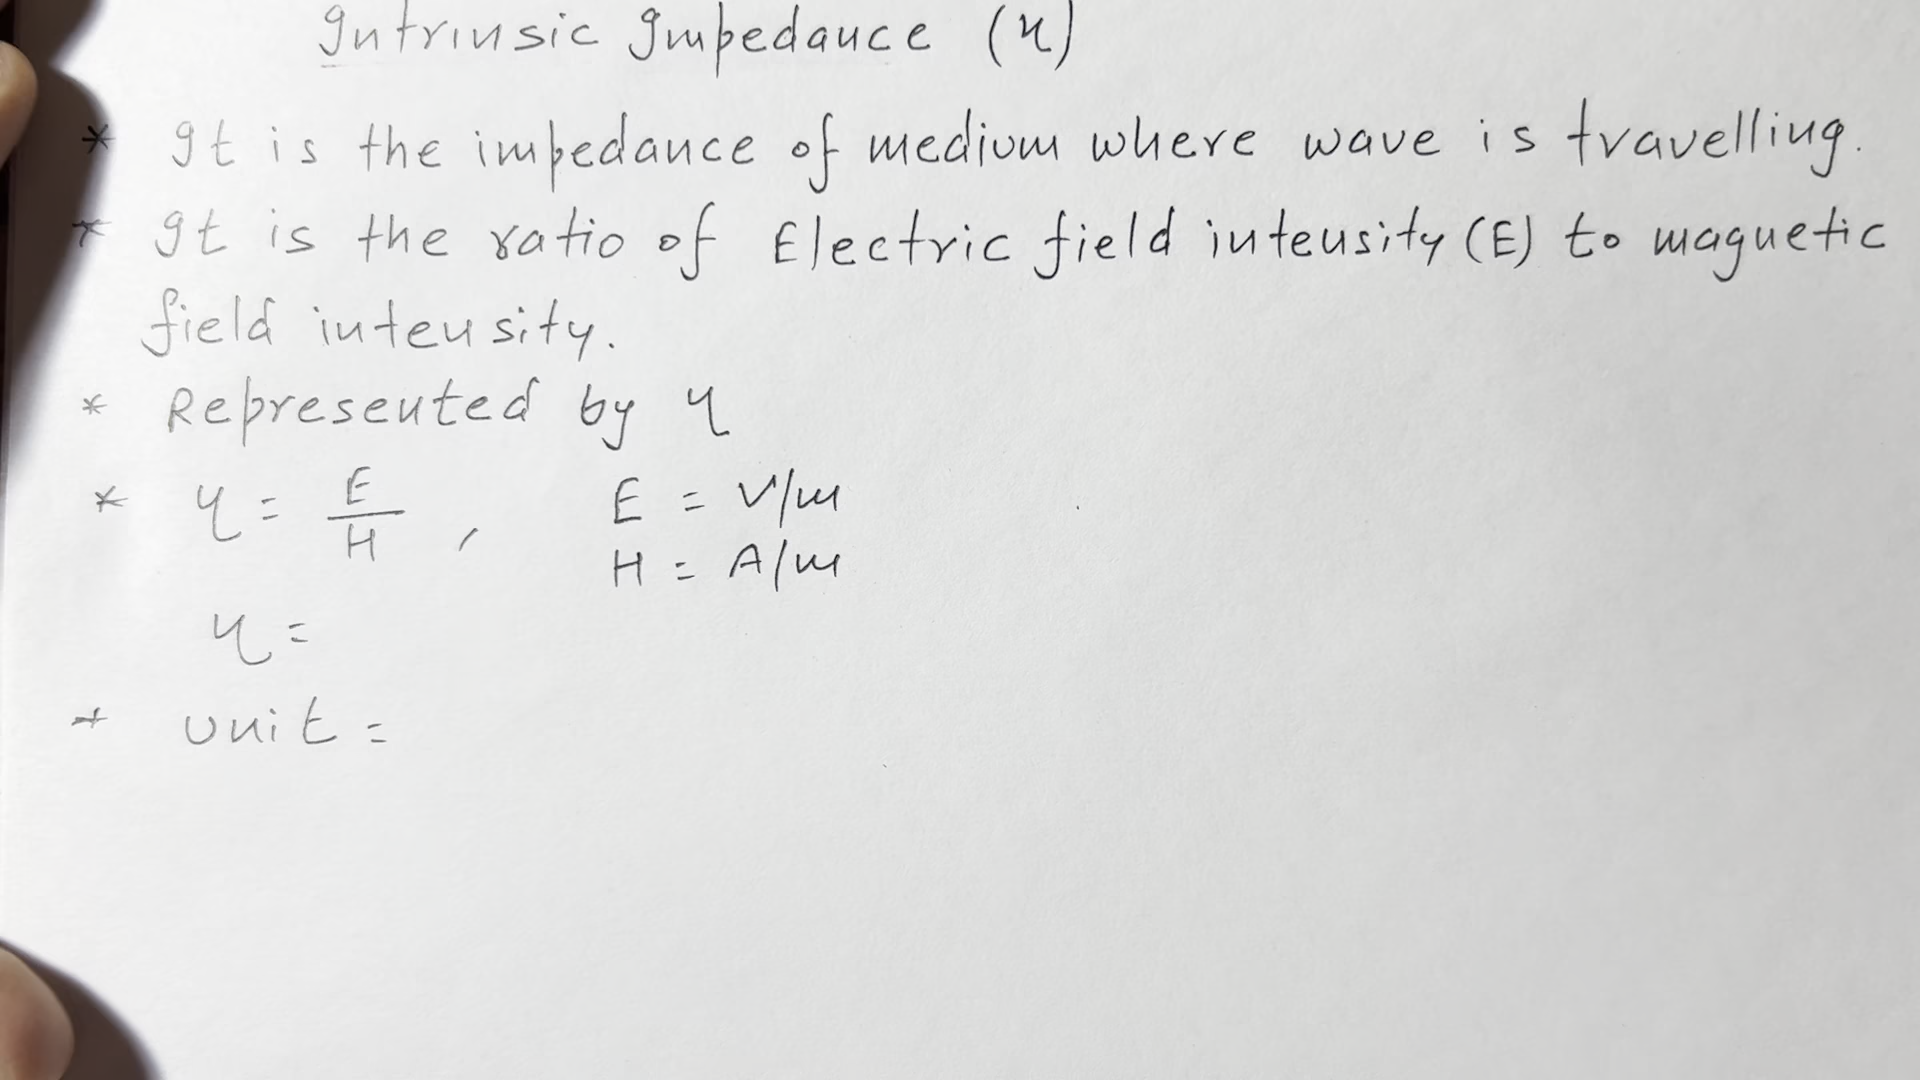 Intrinsic Impedance (η)
* It is the impedance of medium where wave is travelling.
* It is the ratio of Electric field intensity (E) to magnetic
field intensity.
* Represented by η
* η = E/H , E = V/m
H = A/m
η =
* Unit =